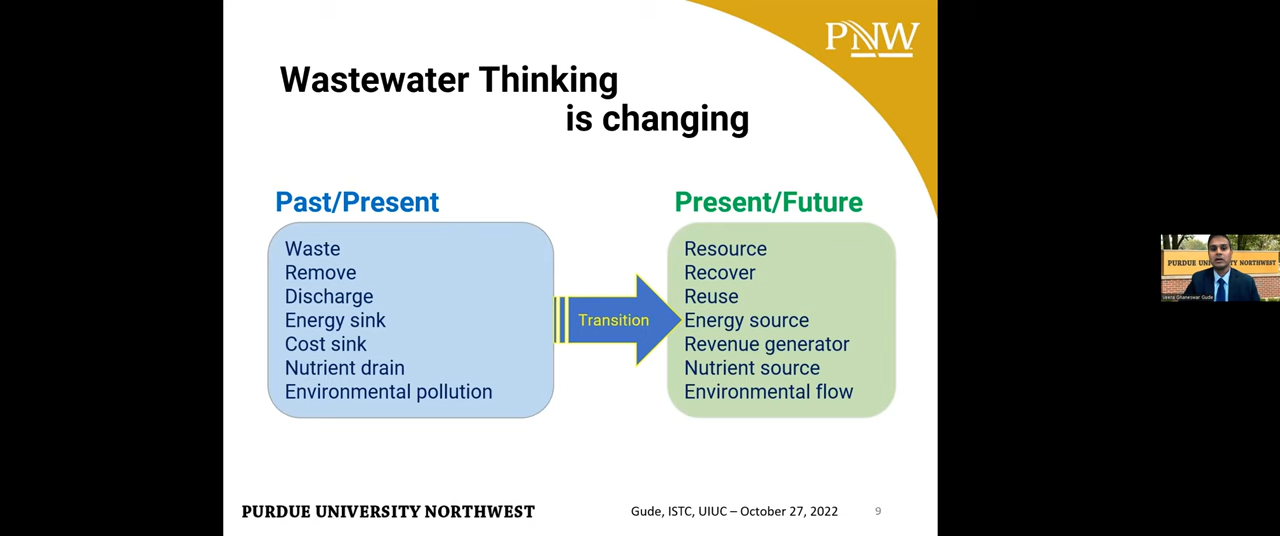 PNW
Wastewater Thinking
is changing
Past/Present
Present/Future
Waste
Remove
Discharge
Energy sink
Cost sink
Nutrient drain
Environmental pollution
Transition
Resource
Recover
Reuse
Energy source
Revenue generator
Nutrient source
Environmental flow
PURDUE UNIVERSITY NORTHWEST
Gude, ISTC, UIUC – October 27, 2022
9
PURDUE UNIVERSITY NORTHWEST